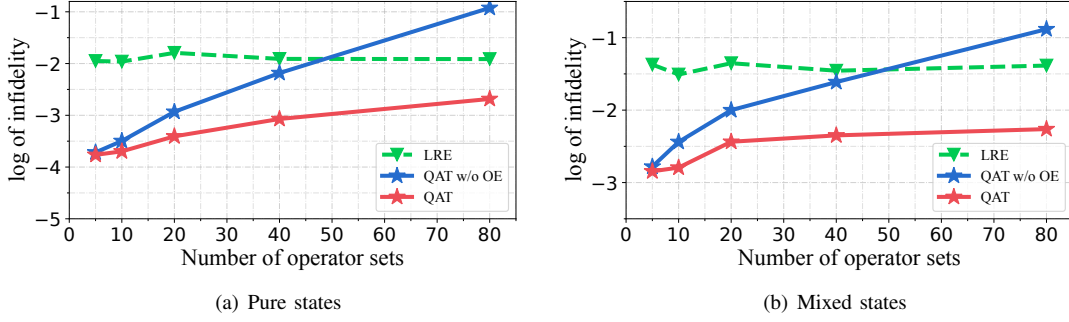 −1
−2
−3
−4
−5
log of infidelity
0 10 20 30 40 50 60 70 80
Number of operator sets
LRE
QAT w/o OE
QAT
(a) Pure states
−1
−2
−3
log of infidelity
0 10 20 30 40 50 60 70 80
Number of operator sets
LRE
QAT w/o OE
QAT
(b) Mixed states